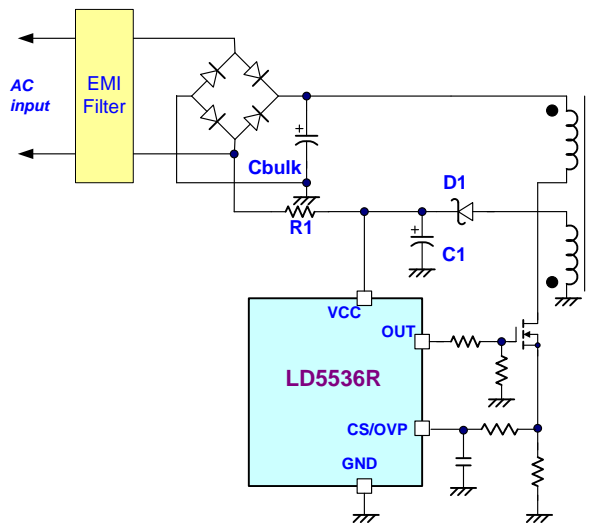 AC
input
EMI
Filter
+
Cbulk
D1
R1
+
C1
VCC
OUT
LD5536R
CS/OVP
GND